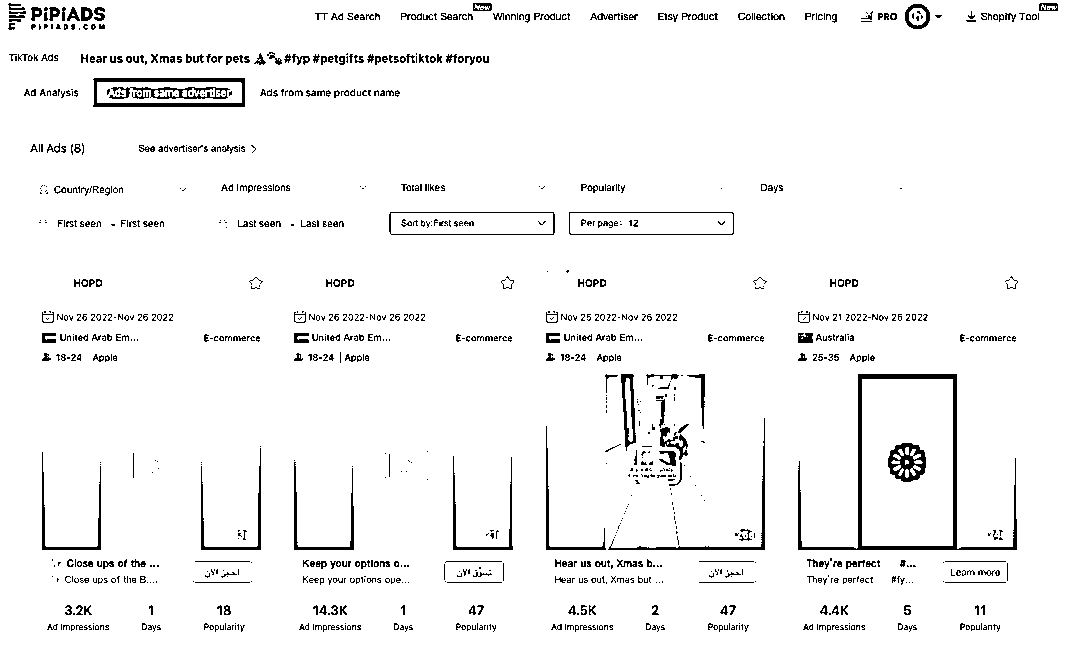 PiPiADS
PIPIADS.COM
TT Ad Search
Product Search
New
Winning Product
Advertiser
Etsy Product
Collection
Pricing
PRO
Shopify Tool
New
TikTok Ads
Hear us out, Xmas but for pets 🎄🐾 #fyp #petgifts #petsoftiktok #foryou
Ad Analysis
Ads from same advertiser
Ads from same product name
All Ads (8)
See advertiser's analysis >
Country/Region
Ad Impressions
Total likes
Popularity
Days
First seen - First seen
Last seen - Last seen
Sort by:First seen
Per page: 12
HOPD
HOPD
HOPD
HOPD
Nov 26 2022-Nov 26 2022
Nov 26 2022-Nov 26 2022
Nov 25 2022-Nov 26 2022
Nov 21 2022-Nov 26 2022
United Arab Em...
E-commerce
United Arab Em...
E-commerce
United Arab Em...
E-commerce
Australia
E-commerce
18-24 Apple
18-24 | Apple
18-24 Apple
25-35 Apple
Close ups of the ...
Close ups of the B....
احجز الآن
Keep your options o...
Keep your options ope...
تسوّق الآن
Hear us out, Xmas b...
Hear us out, Xmas but ...
احجز الآن
They're perfect #...
They're perfect #fy...
Learn more
3.2K
1
18
14.3K
1
47
4.5K
2
47
4.4K
5
11
Ad Impressions
Days
Popularity
Ad Impressions
Days
Popularity
Ad Impressions
Days
Popularity
Ad Impressions
Days
Popularity